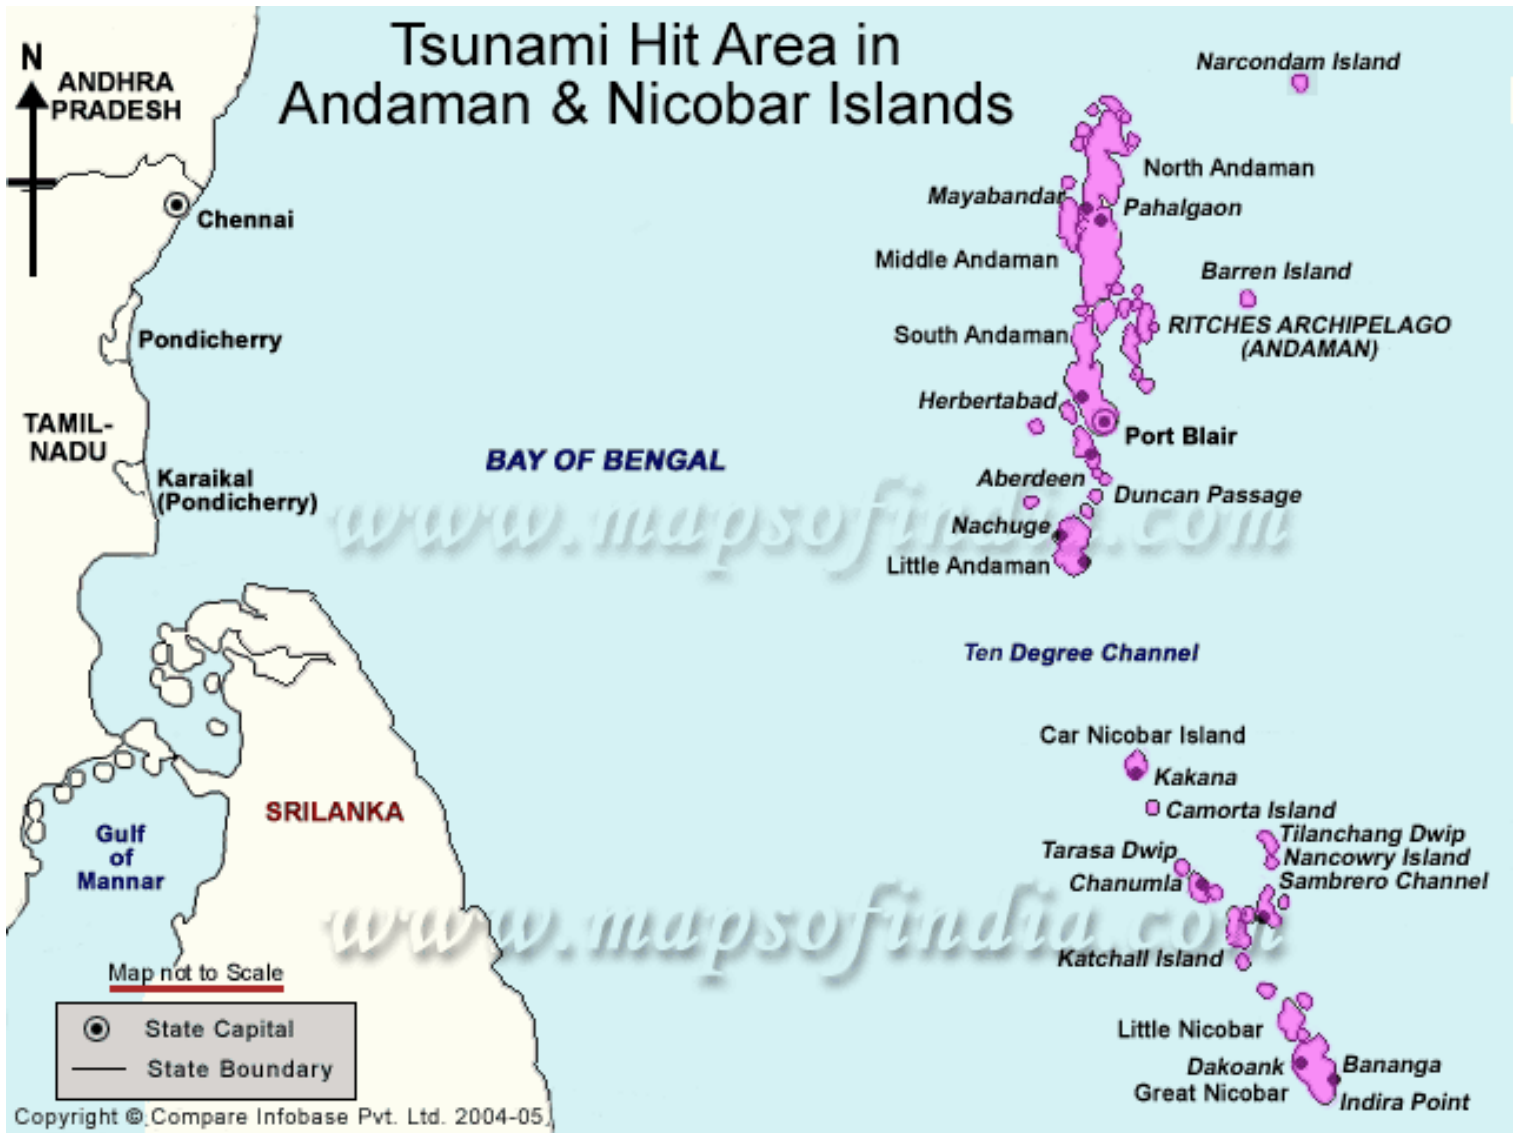 Tsunami Hit Area in
Andaman & Nicobar Islands
N
ANDHRA
PRADESH
Chennai
Pondicherry
TAMIL-
NADU
Karaikal
(Pondicherry)
BAY OF BENGAL
Narcondam Island
North Andaman
Mayabandar
Pahalgaon
Middle Andaman
Barren Island
South Andaman
RITCHES ARCHIPELAGO
(ANDAMAN)
Herbertabad
Port Blair
Aberdeen
Duncan Passage
www.mapsofindia.com
Nachuge
Little Andaman
Ten Degree Channel
Car Nicobar Island
Kakana
Camorta Island
SRILANKA
Gulf
of
Mannar
Tilanchang Dwip
Tarasa Dwip
Nancowry Island
Chanumla
Sambrero Channel
www.mapsofindia.com
Katchall Island
Little Nicobar
Dakoank
Bananga
Great Nicobar
Indira Point
Map not to Scale
State Capital
State Boundary
Copyright © Compare Infobase Pvt. Ltd. 2004-05